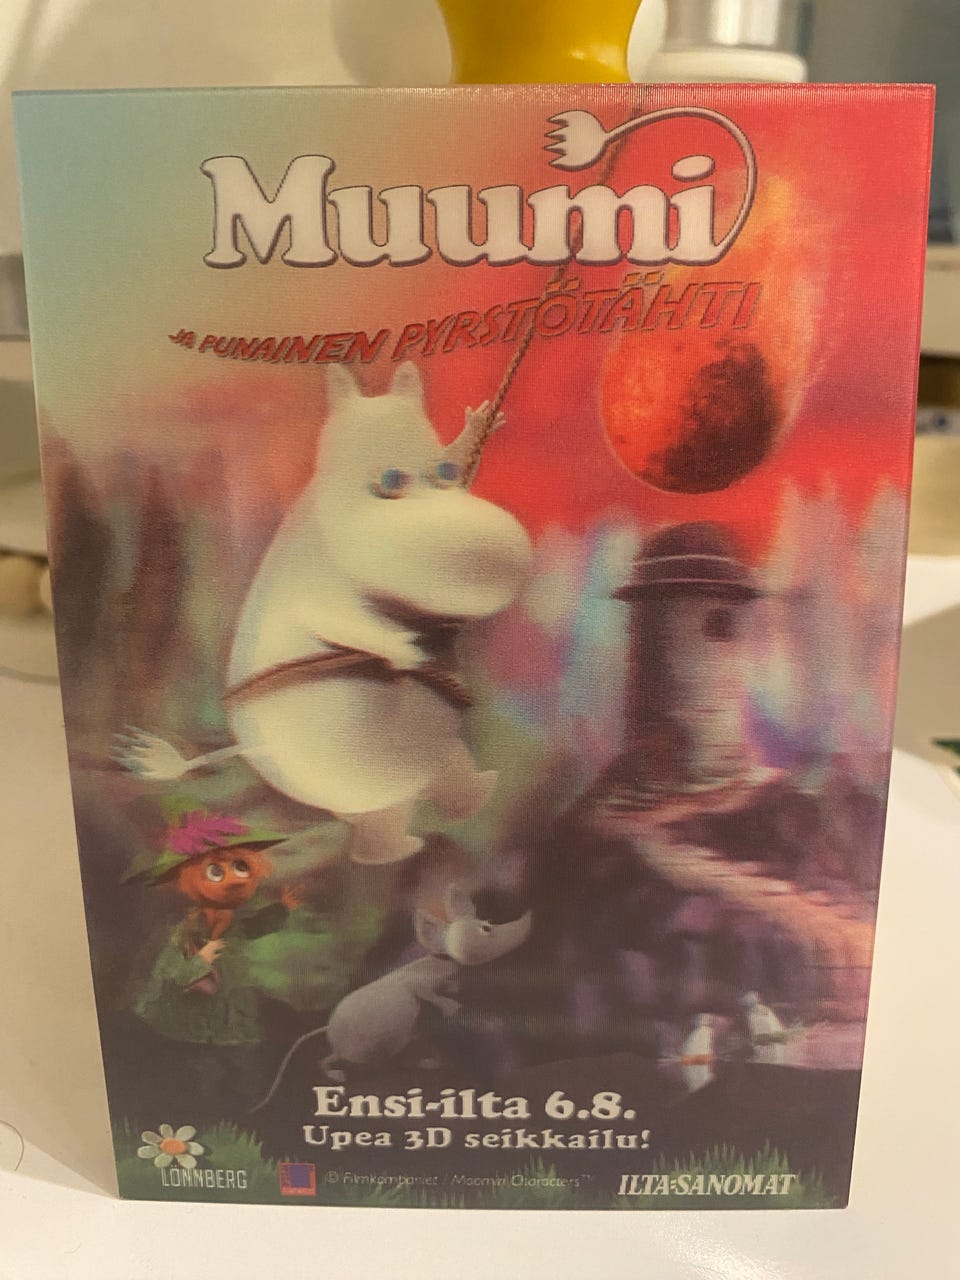 Muumi
JA PUNAINEN PYRSTÖTÄHTI
Ensi-ilta 6.8.
Upea 3D seikkailu!
LÖNNBERG
© Filmkompaniet / Moomin Characters™
ILTA-SANOMAT